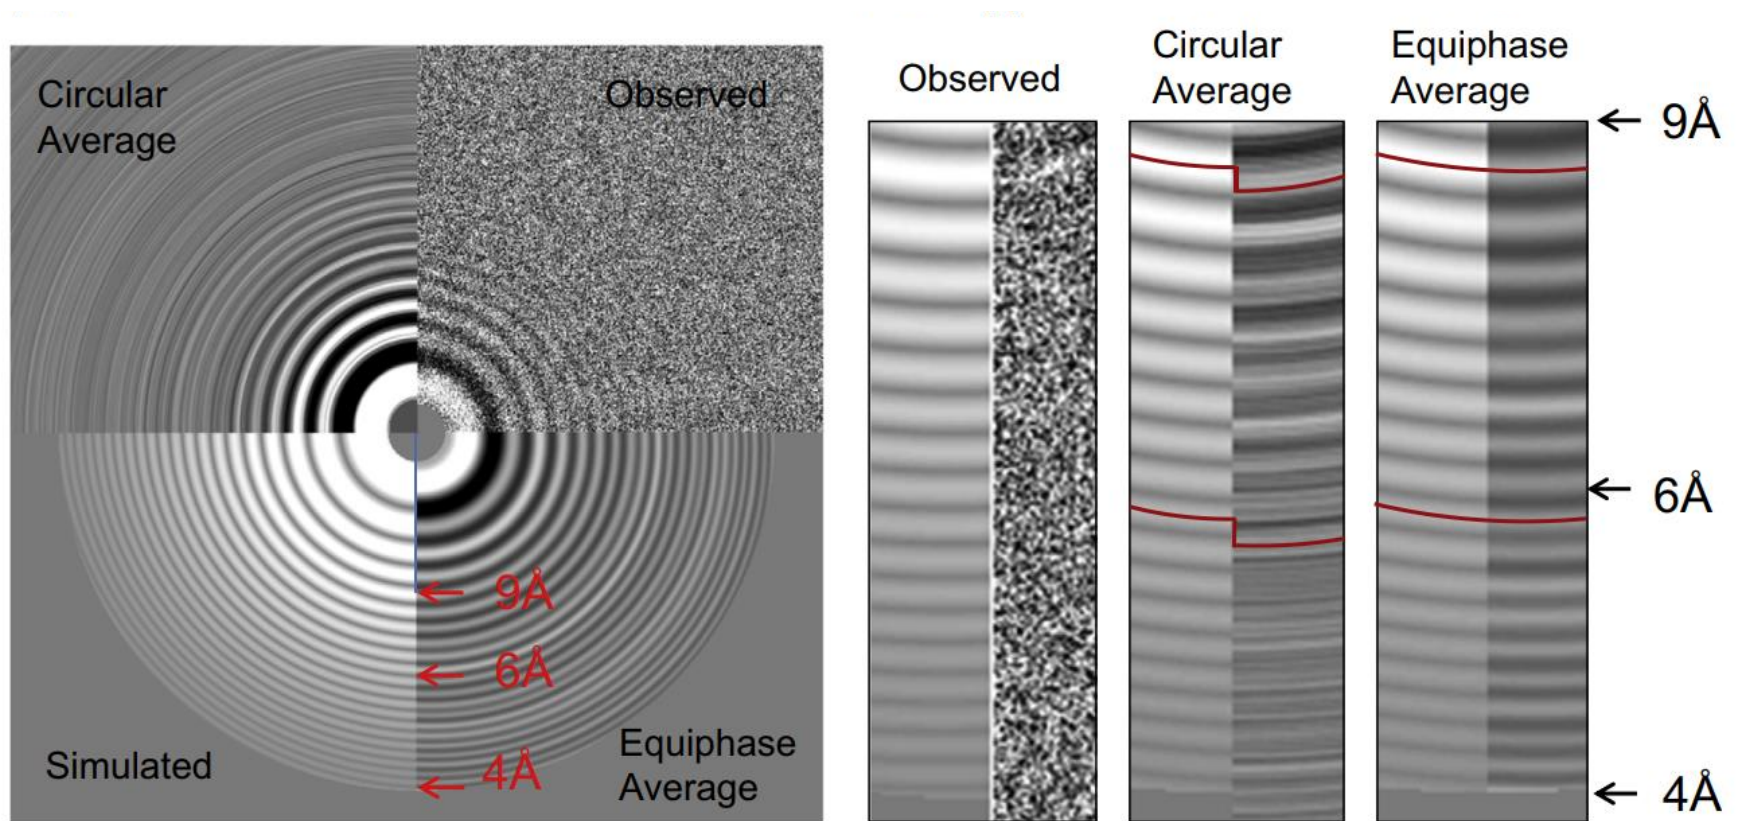 Circular
Average
Observed
9Å
6Å
4Å
Simulated
Equiphase
Average
Observed
Circular
Average
Equiphase
Average
9Å
6Å
4Å